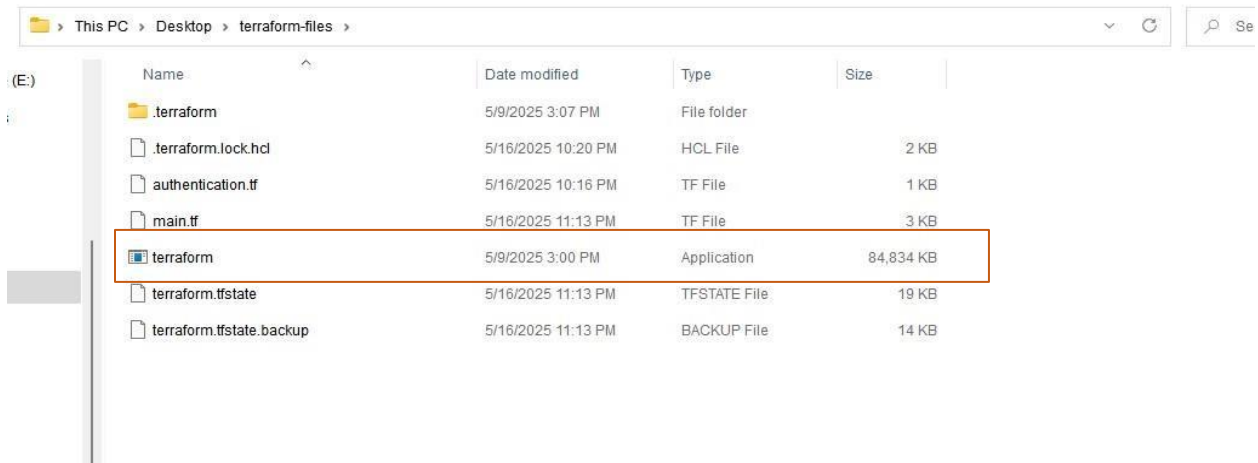 This PC > Desktop > terraform-files >
Se
(E:)
Name Date modified Type Size
.terraform 5/9/2025 3:07 PM File folder
.terraform.lock.hcl 5/16/2025 10:20 PM HCL File 2 KB
authentication.tf 5/16/2025 10:16 PM TF File 1 KB
main.tf 5/16/2025 11:13 PM TF File 3 KB
terraform 5/9/2025 3:00 PM Application 84,834 KB
terraform.tfstate 5/16/2025 11:13 PM TFSTATE File 19 KB
terraform.tfstate.backup 5/16/2025 11:13 PM BACKUP File 14 KB